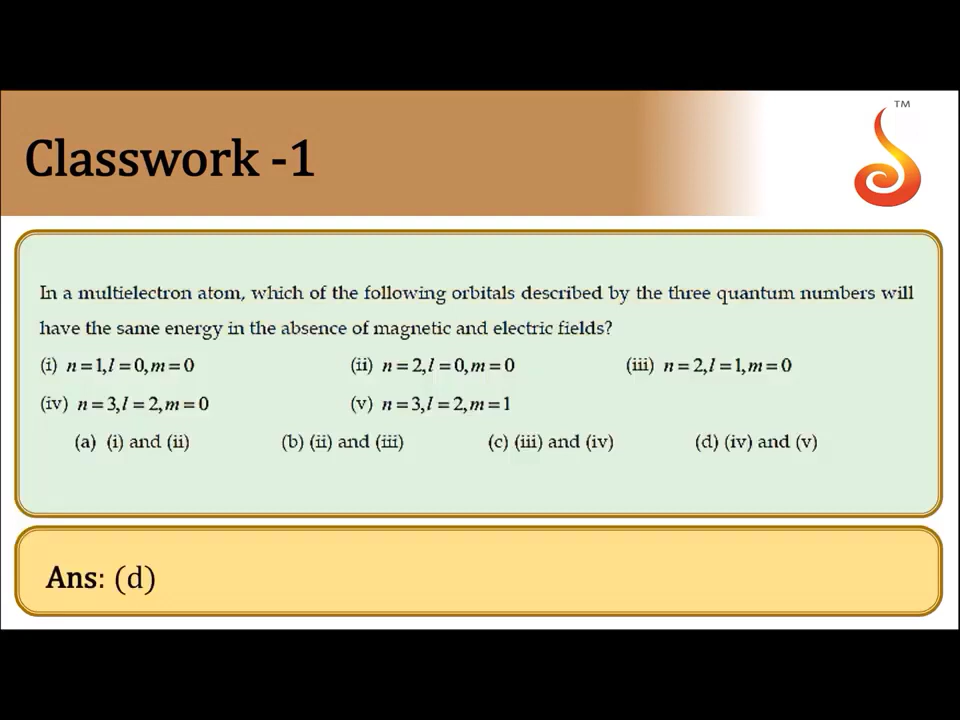 TM
Classwork -1
In a multielectron atom, which of the following orbitals described by the three quantum numbers will
have the same energy in the absence of magnetic and electric fields?
(i) n = 1, l = 0, m = 0 (ii) n = 2, l = 0, m = 0 (iii) n = 2, l = 1, m = 0
(iv) n = 3, l = 2, m = 0 (v) n = 3, l = 2, m = 1
(a) (i) and (ii) (b) (ii) and (iii) (c) (iii) and (iv) (d) (iv) and (v)
Ans: (d)